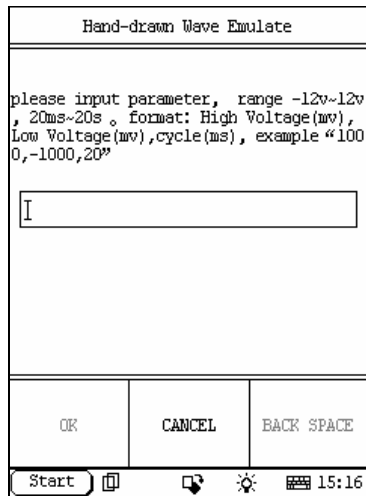 Hand-drawn Wave Emulate
please input parameter, range -12v~12v
, 20ms~20s 。 format: High Voltage(mv),
Low Voltage(mv),cycle(ms), example “100
0,-1000,20”
OK CANCEL BACK SPACE
Start 15:16